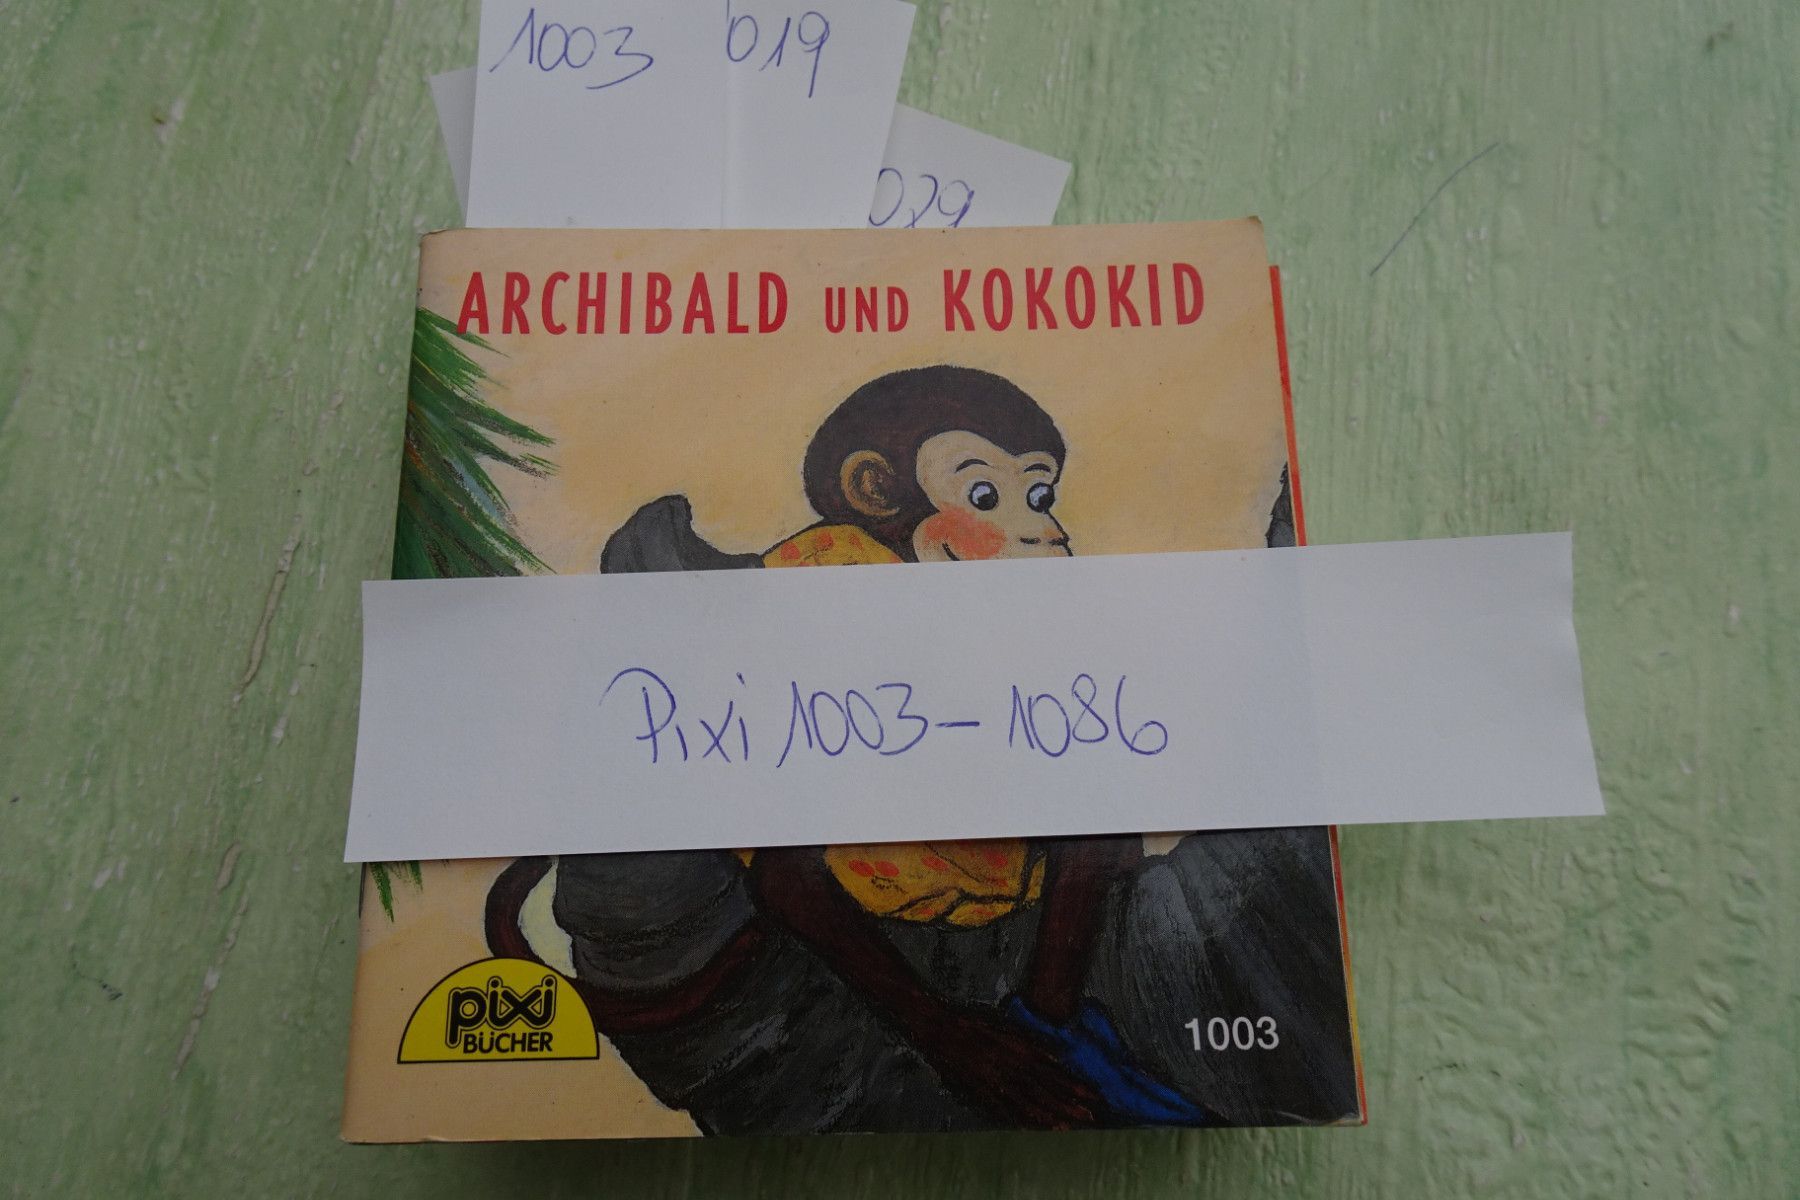 1003 019
029
ARCHIBALD UND KOKOKID
Pixi 1003 – 1086
pixi
BÜCHER
1003